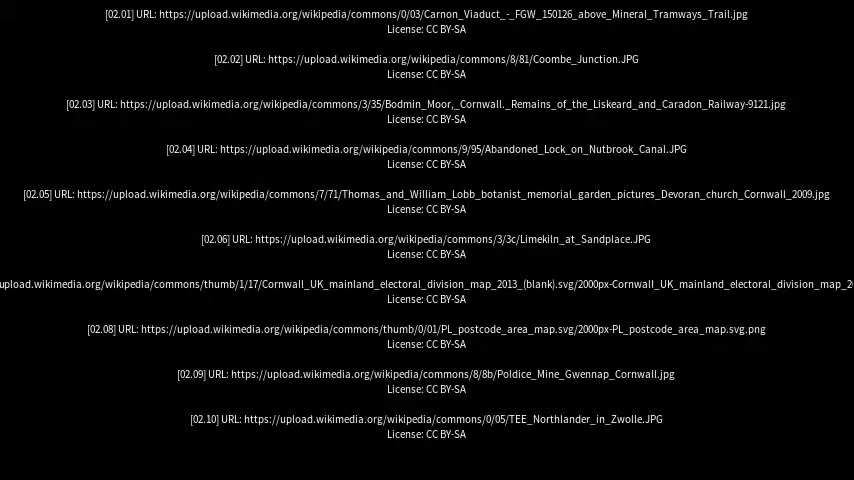 [02.01] URL: https://upload.wikimedia.org/wikipedia/commons/0/03/Carnon_Viaduct_-_FGW_150126_above_Mineral_Tramways_Trail.jpg
License: CC BY-SA
[02.02] URL: https://upload.wikimedia.org/wikipedia/commons/8/81/Coombe_Junction.JPG
License: CC BY-SA
[02.03] URL: https://upload.wikimedia.org/wikipedia/commons/3/35/Bodmin_Moor,_Cornwall._Remains_of_the_Liskeard_and_Caradon_Railway-9121.jpg
License: CC BY-SA
[02.04] URL: https://upload.wikimedia.org/wikipedia/commons/9/95/Abandoned_Lock_on_Nutbrook_Canal.JPG
License: CC BY-SA
[02.05] URL: https://upload.wikimedia.org/wikipedia/commons/7/71/Thomas_and_William_Lobb_botanist_memorial_garden_pictures_Devoran_church_Cornwall_2009.jpg
License: CC BY-SA
[02.06] URL: https://upload.wikimedia.org/wikipedia/commons/3/3c/Limekiln_at_Sandplace.JPG
License: CC BY-SA
upload.wikimedia.org/wikipedia/commons/thumb/1/17/Cornwall_UK_mainland_electoral_division_map_2013_(blank).svg/2000px-Cornwall_UK_mainland_electoral_division_map_2
License: CC BY-SA
[02.08] URL: https://upload.wikimedia.org/wikipedia/commons/thumb/0/01/PL_postcode_area_map.svg/2000px-PL_postcode_area_map.svg.png
License: CC BY-SA
[02.09] URL: https://upload.wikimedia.org/wikipedia/commons/8/8b/Poldice_Mine_Gwennap_Cornwall.jpg
License: CC BY-SA
[02.10] URL: https://upload.wikimedia.org/wikipedia/commons/0/05/TEE_Northlander_in_Zwolle.JPG
License: CC BY-SA